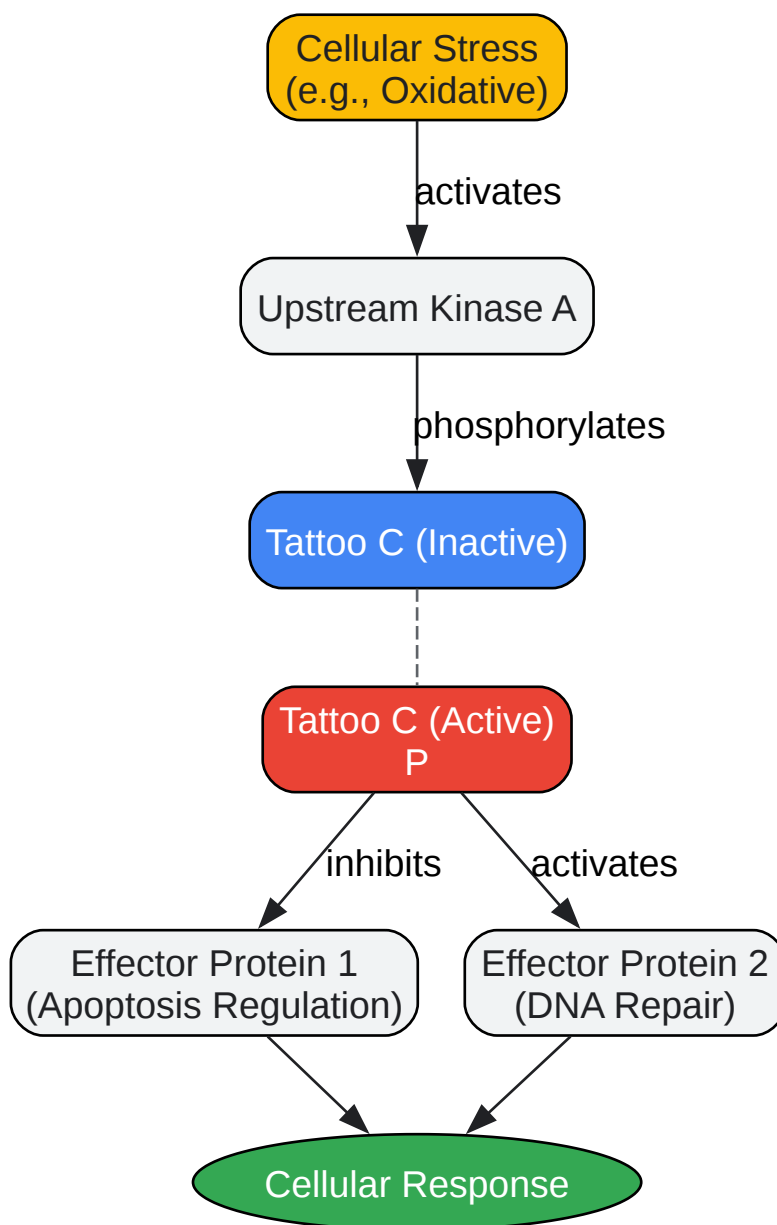 Cellular Stress
(e.g., Oxidative)
activates
Upstream Kinase A
phosphorylates
Tattoo C (Inactive)
Tattoo C (Active)
P
inhibits
activates
Effector Protein 1
(Apoptosis Regulation)
Effector Protein 2
(DNA Repair)
Cellular Response